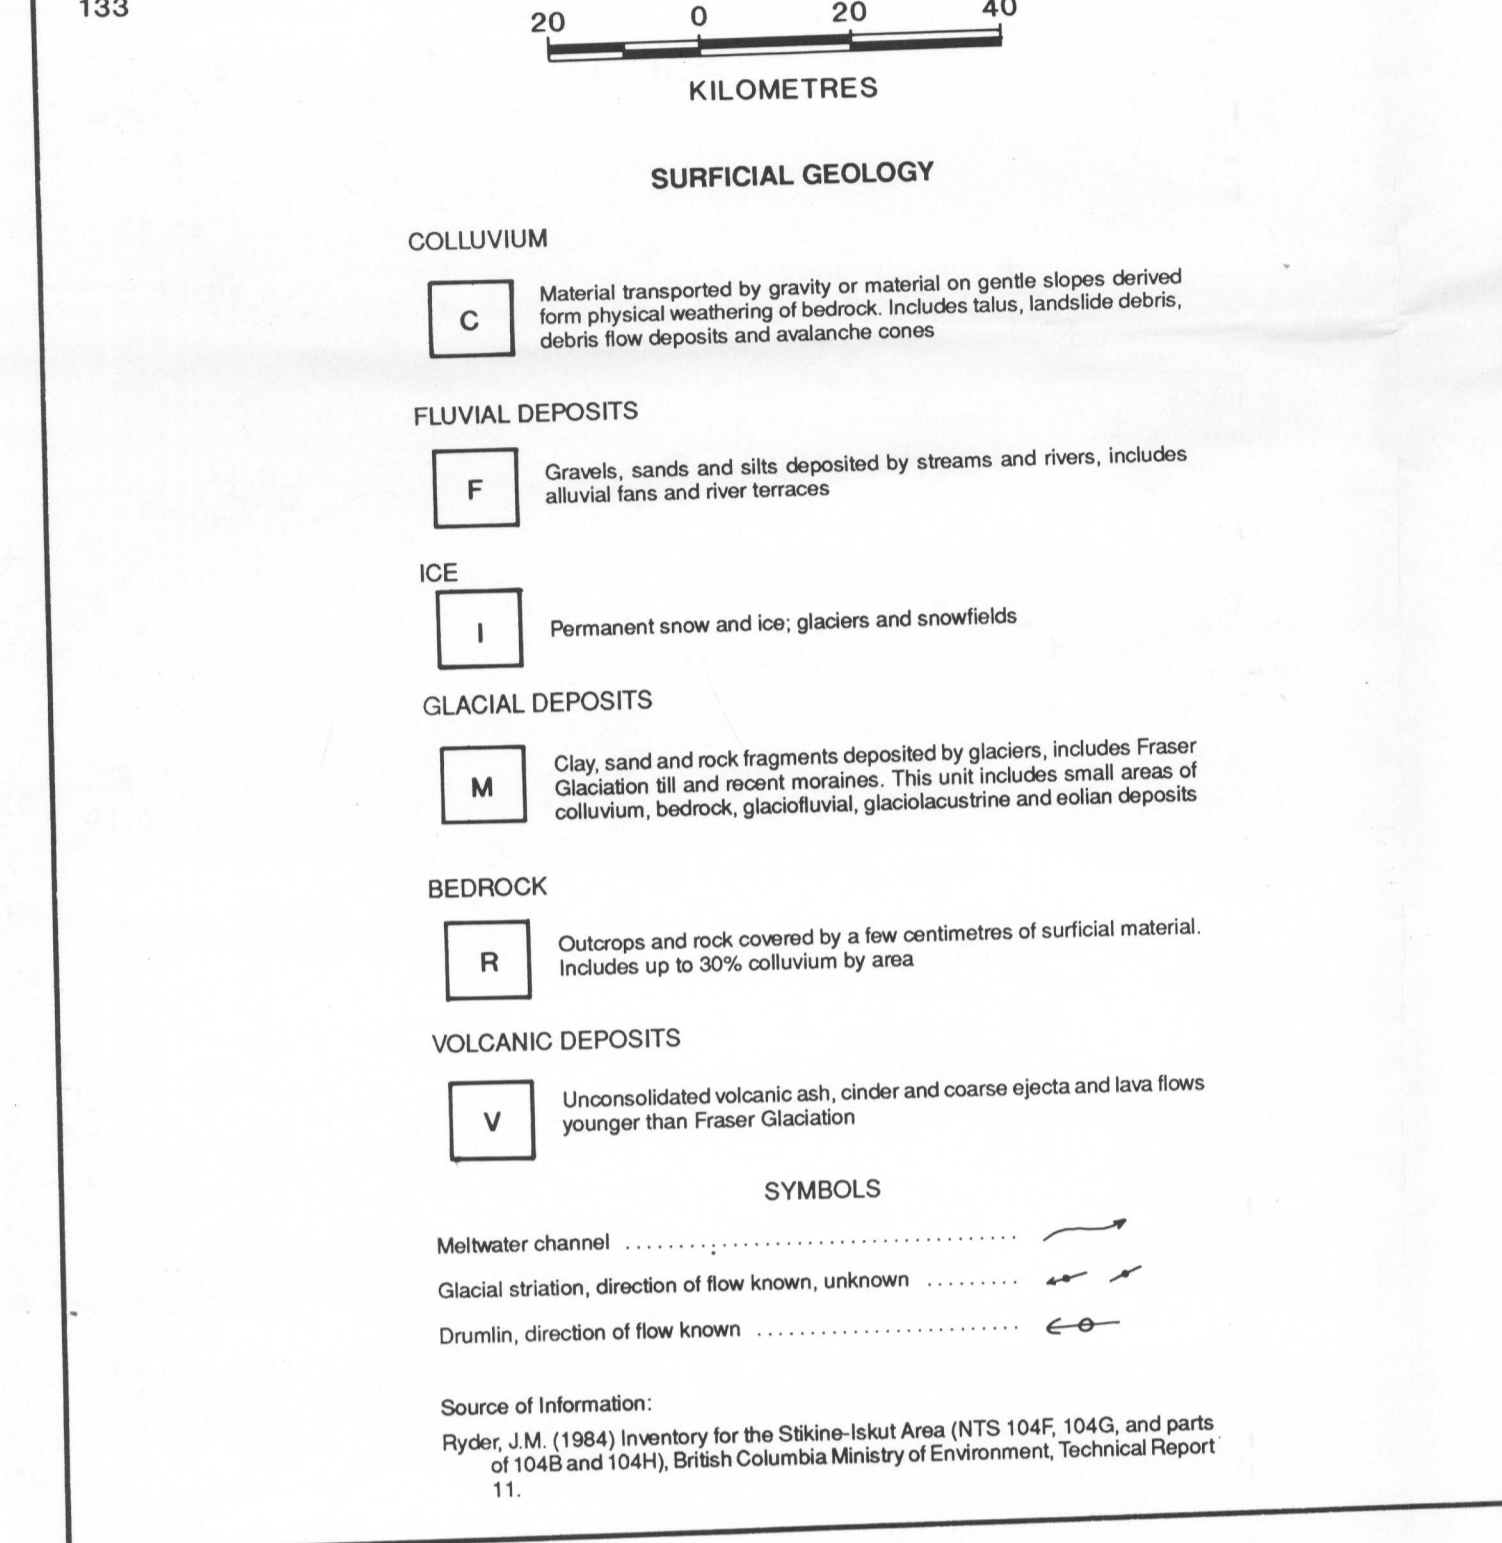 133
20 0 20 40
KILOMETRES
SURFICIAL GEOLOGY
COLLUVIUM
C
Material transported by gravity or material on gentle slopes derived
form physical weathering of bedrock. Includes talus, landslide debris,
debris flow deposits and avalanche cones
FLUVIAL DEPOSITS
F
Gravels, sands and silts deposited by streams and rivers, includes
alluvial fans and river terraces
ICE
I
Permanent snow and ice; glaciers and snowfields
GLACIAL DEPOSITS
M
Clay, sand and rock fragments deposited by glaciers, includes Fraser
Glaciation till and recent moraines. This unit includes small areas of
colluvium, bedrock, glaciofluvial, glaciolacustrine and eolian deposits
BEDROCK
R
Outcrops and rock covered by a few centimetres of surficial material.
Includes up to 30% colluvium by area
VOLCANIC DEPOSITS
V
Unconsolidated volcanic ash, cinder and coarse ejecta and lava flows
younger than Fraser Glaciation
SYMBOLS
Meltwater channel ........:..................................
Glacial striation, direction of flow known, unknown .........
Drumlin, direction of flow known ..........................
Source of Information:
Ryder, J.M. (1984) Inventory for the Stikine-Iskut Area (NTS 104F, 104G, and parts
of 104B and 104H), British Columbia Ministry of Environment, Technical Report
11.